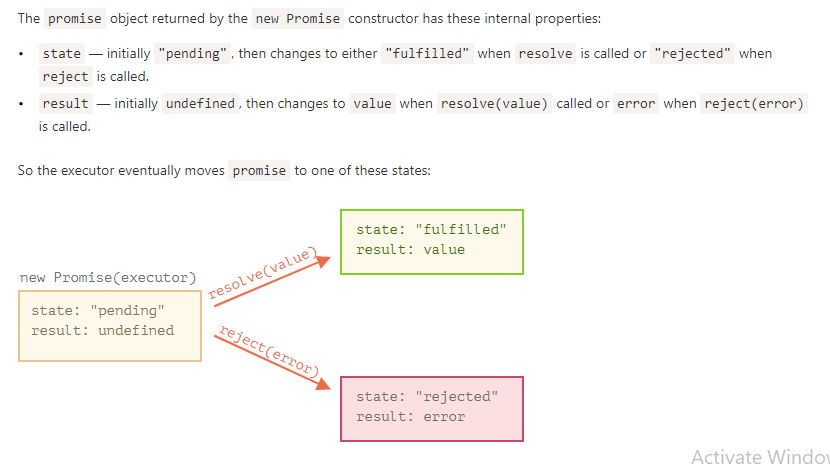 The promise object returned by the new Promise constructor has these internal properties:
• state — initially "pending", then changes to either "fulfilled" when resolve is called or "rejected" when
reject is called.
• result — initially undefined, then changes to value when resolve(value) called or error when reject(error)
is called.
So the executor eventually moves promise to one of these states:
state: "fulfilled"
result: value
resolve(value)
new Promise(executor)
state: "pending"
result: undefined
reject(error)
state: "rejected"
result: error
Activate Windo